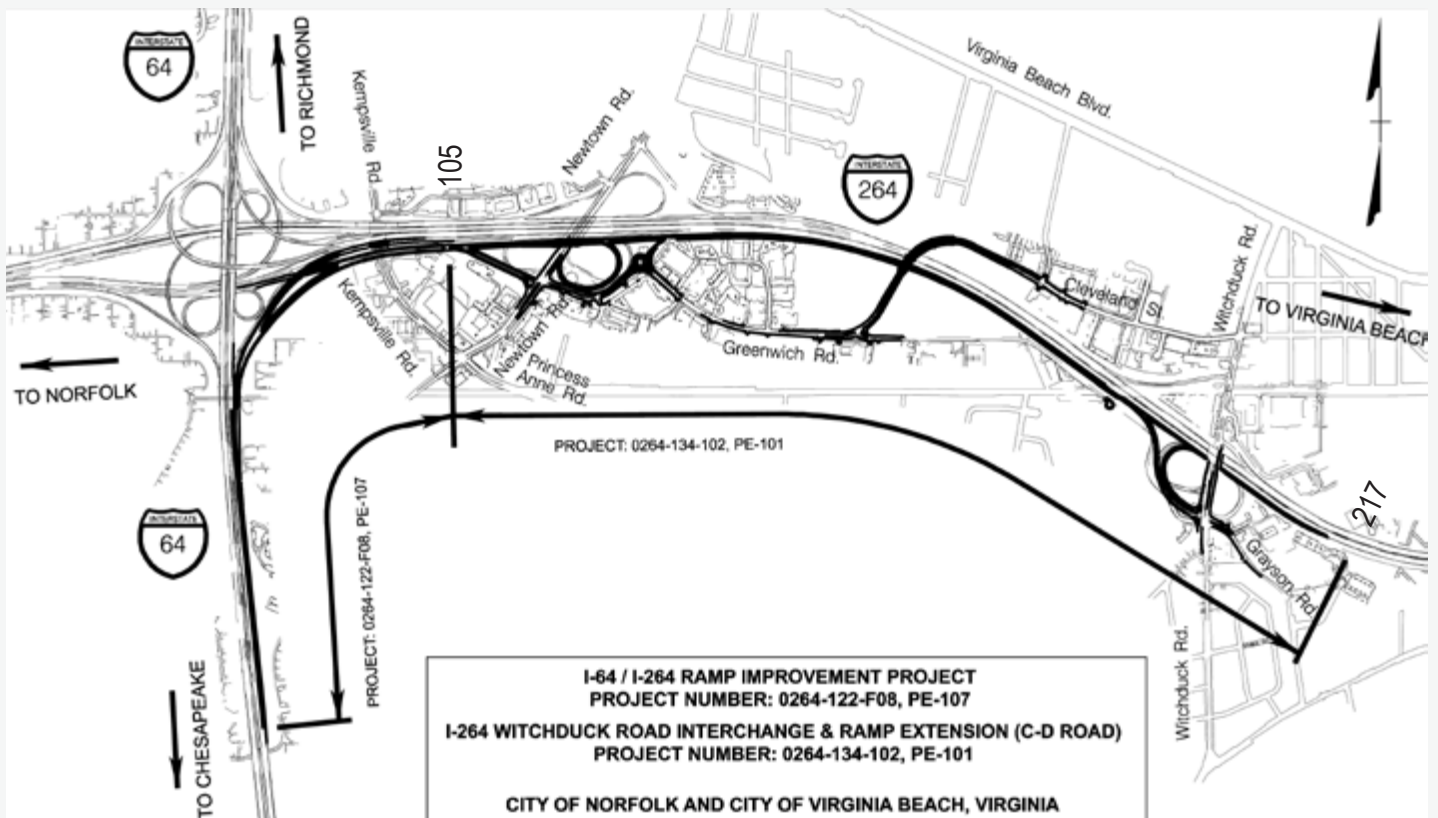 INTERSTATE
64
TO RICHMOND
Kempsville Rd.
105
Newtown Rd.
Virginia Beach Blvd.
INTERSTATE
264
Witchduck Rd.
Cleveland St.
TO VIRGINIA BEACH
Kempsville Rd.
Newtown Rd.
Princess
Anne Rd.
Greenwich Rd.
TO NORFOLK
PROJECT: 0264-134-102, PE-101
PROJECT: 0264-122-F08, PE-107
217
INTERSTATE
64
Grayson Rd.
Witchduck Rd.
TO CHESAPEAKE
I-64 / I-264 RAMP IMPROVEMENT PROJECT
PROJECT NUMBER: 0264-122-F08, PE-107
I-264 WITCHDUCK ROAD INTERCHANGE & RAMP EXTENSION (C-D ROAD)
PROJECT NUMBER: 0264-134-102, PE-101
CITY OF NORFOLK AND CITY OF VIRGINIA BEACH, VIRGINIA